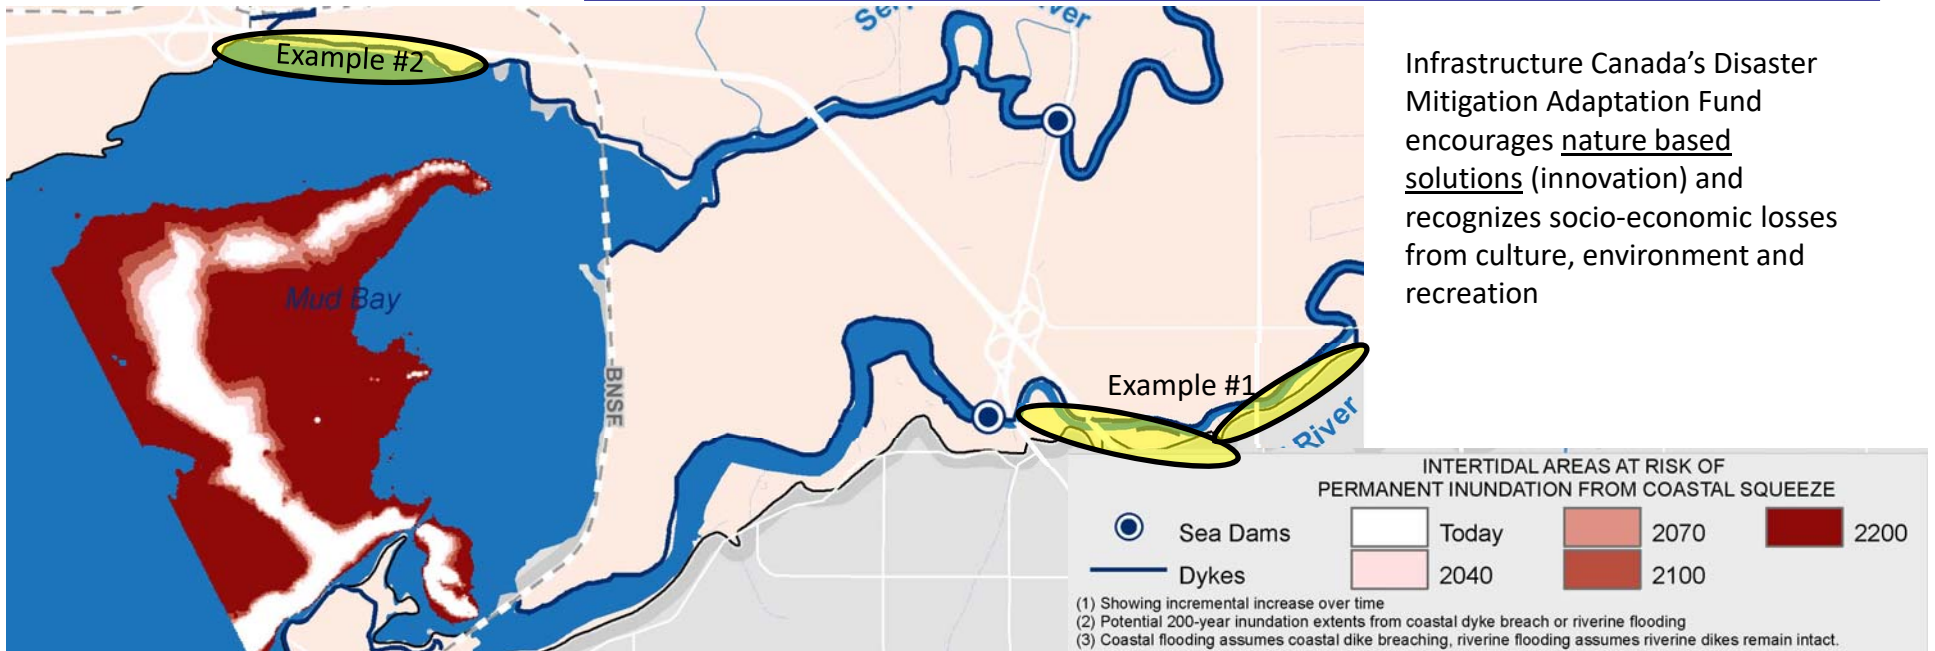 Example #2
River
Mud Bay
BNSF
Example #1
River
Infrastructure Canada’s Disaster
Mitigation Adaptation Fund
encourages nature based
solutions (innovation) and
recognizes socio-economic losses
from culture, environment and
recreation
INTERTIDAL AREAS AT RISK OF
PERMANENT INUNDATION FROM COASTAL SQUEEZE
Sea Dams
Today
2070
2200
Dykes
2040
2100
(1) Showing incremental increase over time
(2) Potential 200-year inundation extents from coastal dyke breach or riverine flooding
(3) Coastal flooding assumes coastal dike breaching, riverine flooding assumes riverine dikes remain intact.